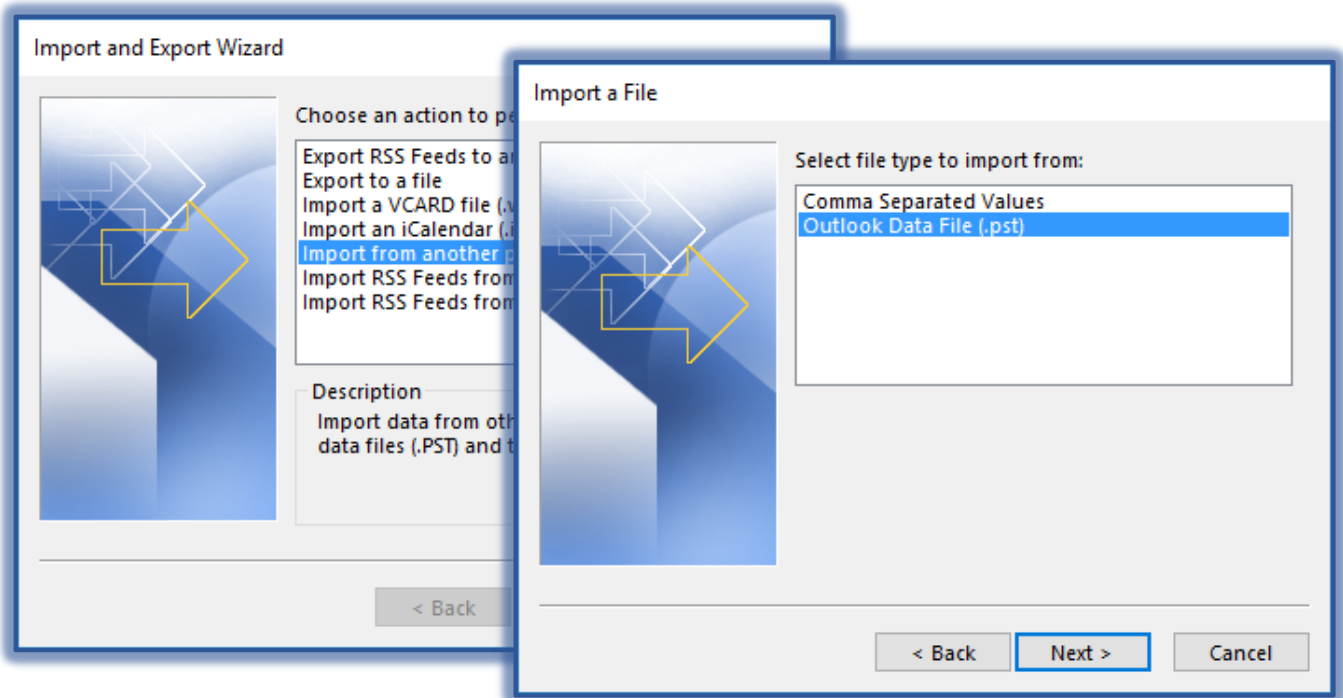 Import and Export Wizard
Choose an action to
Export RSS Feeds to
Export to a file
Import a VCARD file
Import an iCalendar
Import from another
Import RSS Feeds from
Import RSS Feeds from
Description
Import data from
data files (.PST) and
< Back
Import a File
Select file type to import from:
Comma Separated Values
Outlook Data File (.pst)
< Back
Next >
Cancel